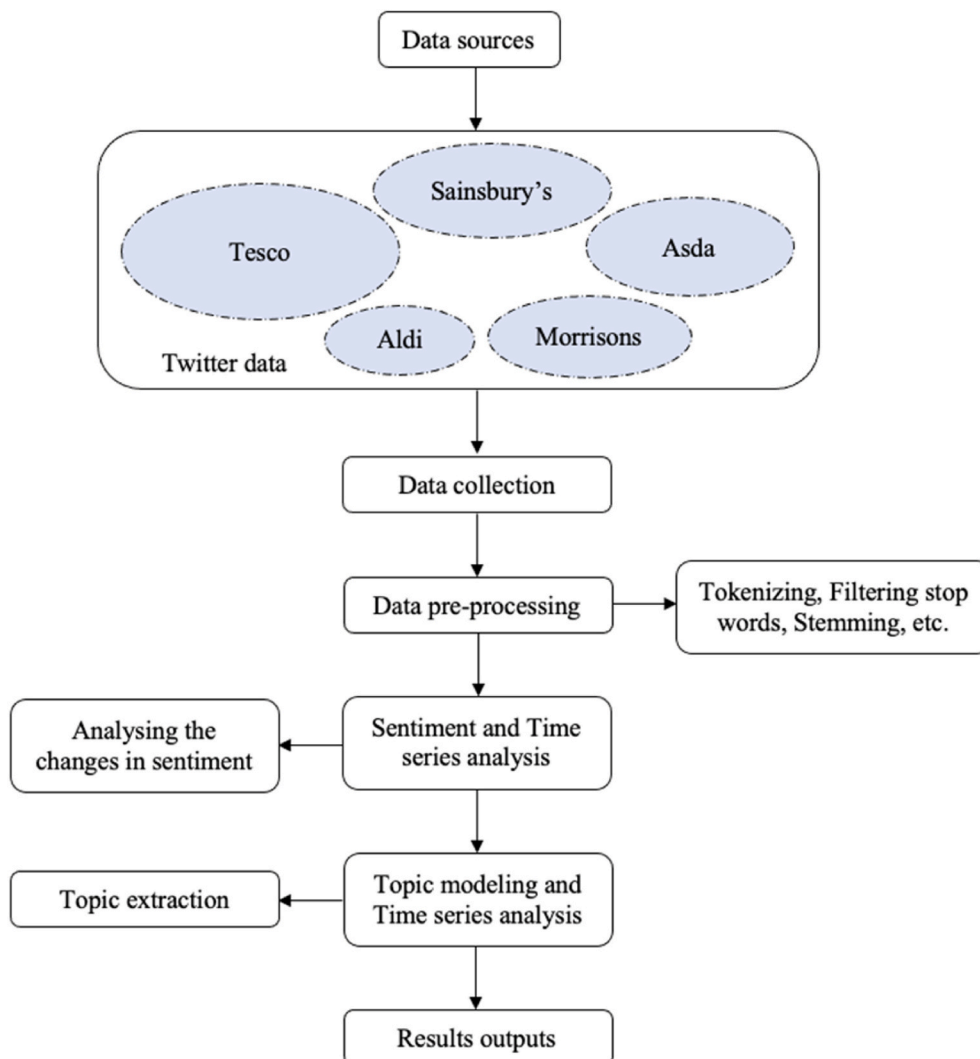 Data sources
Sainsbury's
Tesco
Asda
Aldi
Morrisons
Twitter data
Data collection
Data pre-processing
Tokenizing, Filtering stop
words, Stemming, etc.
Analysing the
changes in sentiment
Sentiment and Time
series analysis
Topic extraction
Topic modeling and
Time series analysis
Results outputs